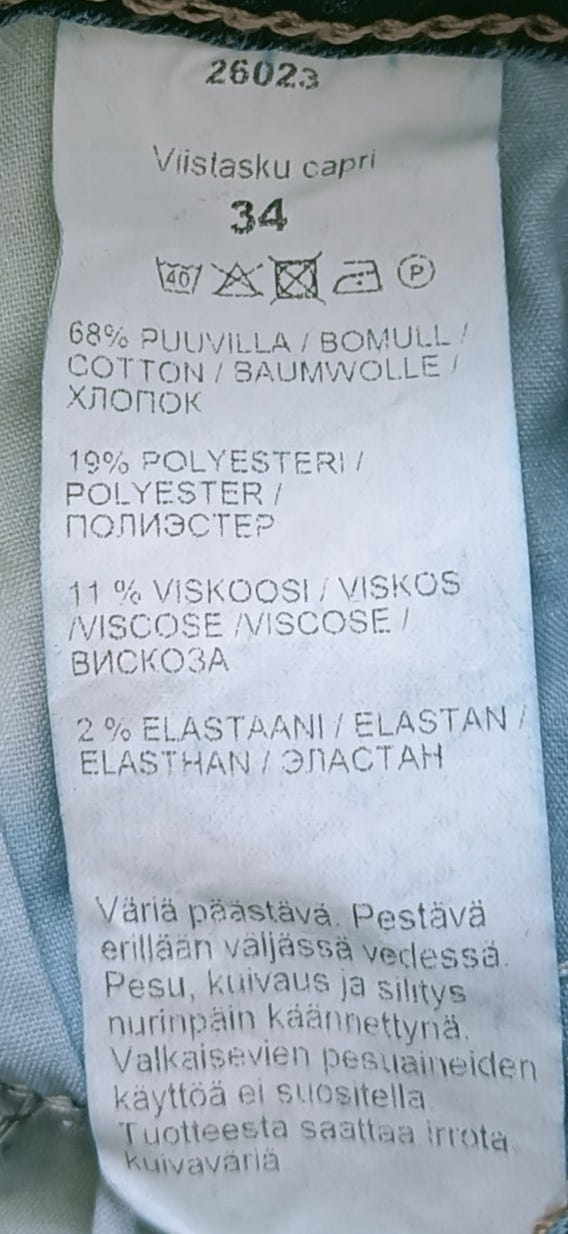 26023
Viistasku capri
34
40 P
68% PUUVILLA / BOMULL /
COTTON / BAUMWOLLE /
ХЛОПОК
19% POLYESTERI /
POLYESTER /
ПОЛИЭСТЕР
11 % VISKOOSI / VISKOS
/VISCOSE /VISCOSE /
ВИСКОЗА
2 % ELASTAANI / ELASTAN /
ELASTHAN / ЭЛАСТАН
Väriä päästävä. Pestävä
erillään väljässä vedessä.
Pesu, kuivaus ja silitys
nurinpäin käännettynä.
Valkaisevien pesuaineiden
käyttöä ei suositella
Tuotteesta saattaa irrota
kuivaväriä